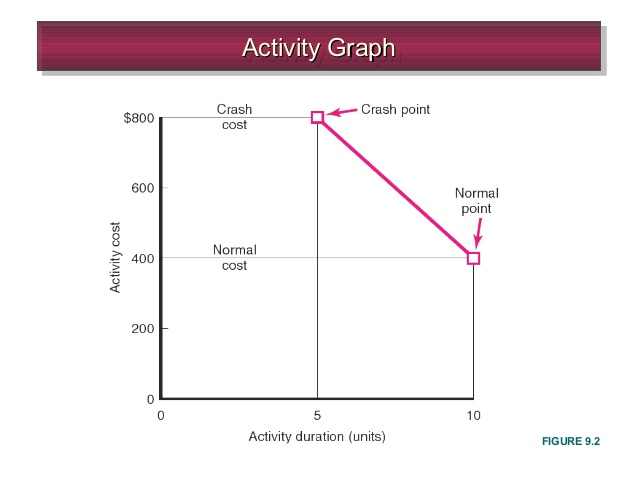 Activity Graph
Crash
cost
Crash point
$800
600
Normal
point
Normal
cost
400
200
0
Activity cost
0
5
10
Activity duration (units)
FIGURE 9.2